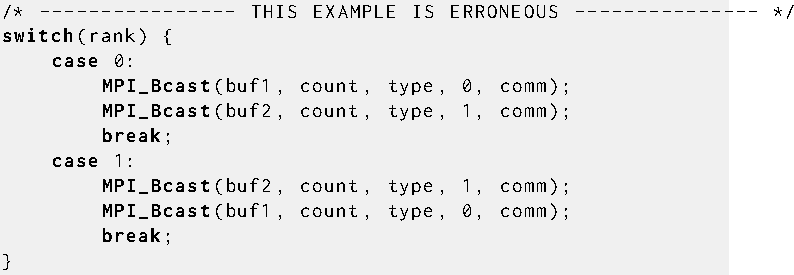 /* ---------------- THIS EXAMPLE IS ERRONEOUS --------------- */
switch(rank) {
    case 0:
        MPI_Bcast(buf1, count, type, 0, comm);
        MPI_Bcast(buf2, count, type, 1, comm);
        break;
    case 1:
        MPI_Bcast(buf2, count, type, 1, comm);
        MPI_Bcast(buf1, count, type, 0, comm);
        break;
}